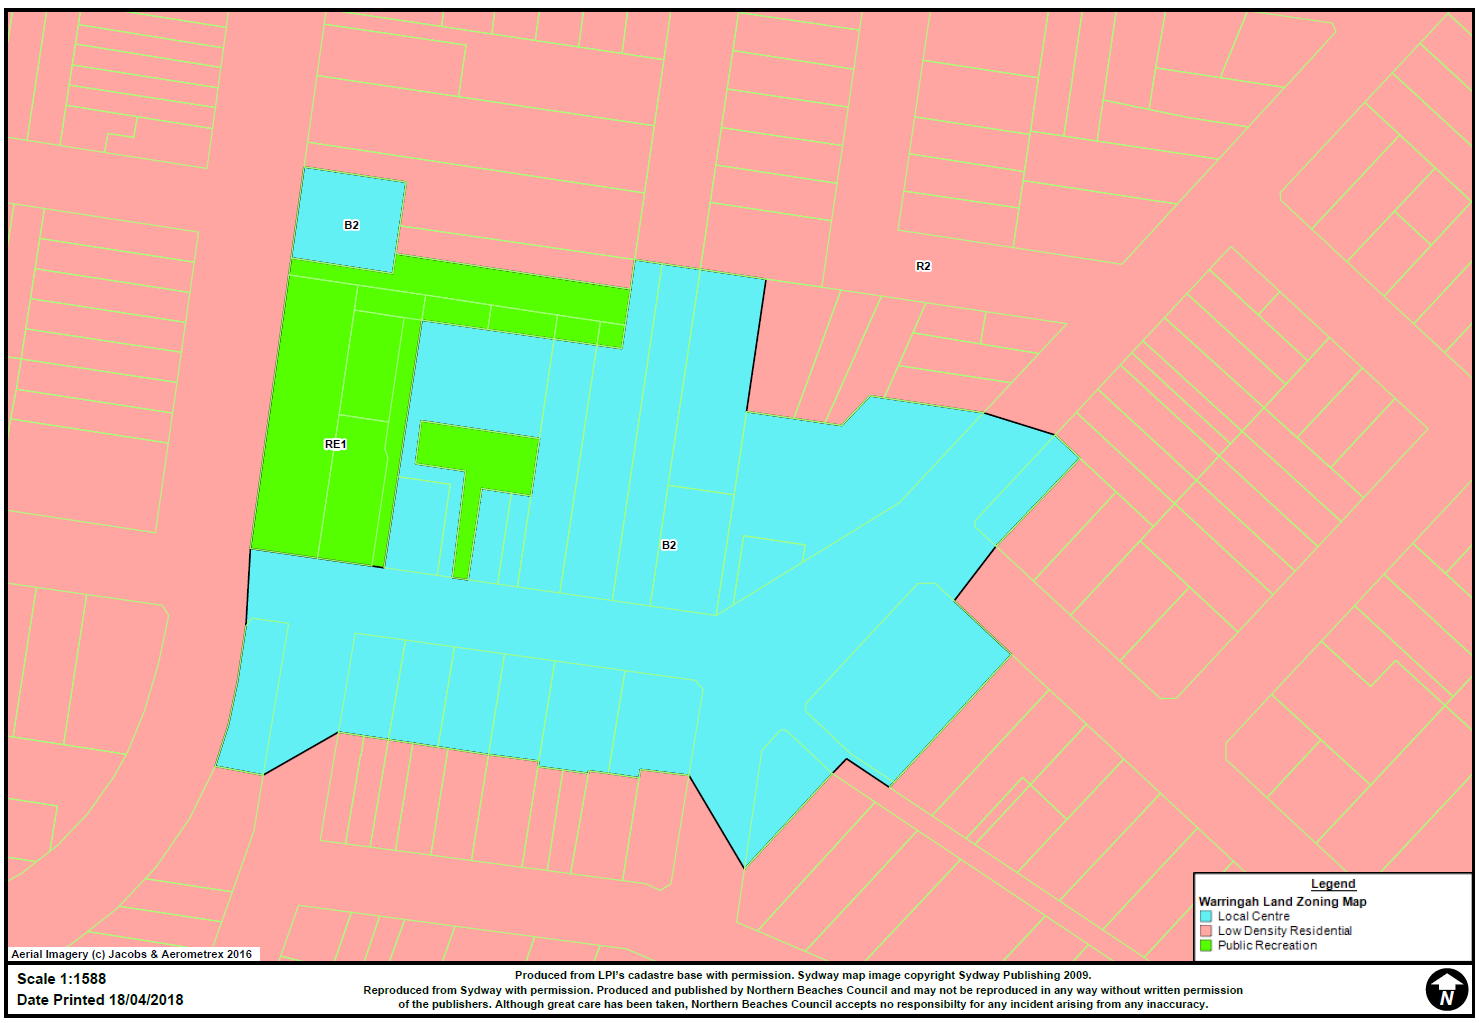 B2
R2
RE1
B2
Legend
Warringah Land Zoning Map
Local Centre
Low Density Residential
Public Recreation
Aerial Imagery (c) Jacobs & Aerometrex 2016
Scale 1:1588
Date Printed 18/04/2018
Produced from LPI's cadastre base with permission. Sydway map image copyright Sydway Publishing 2009.
Reproduced from Sydway with permission. Produced and published by Northern Beaches Council and may not be reproduced in any way without written permission
of the publishers. Although great care has been taken, Northern Beaches Council accepts no responsibilty for any incident arising from any inaccuracy.
N